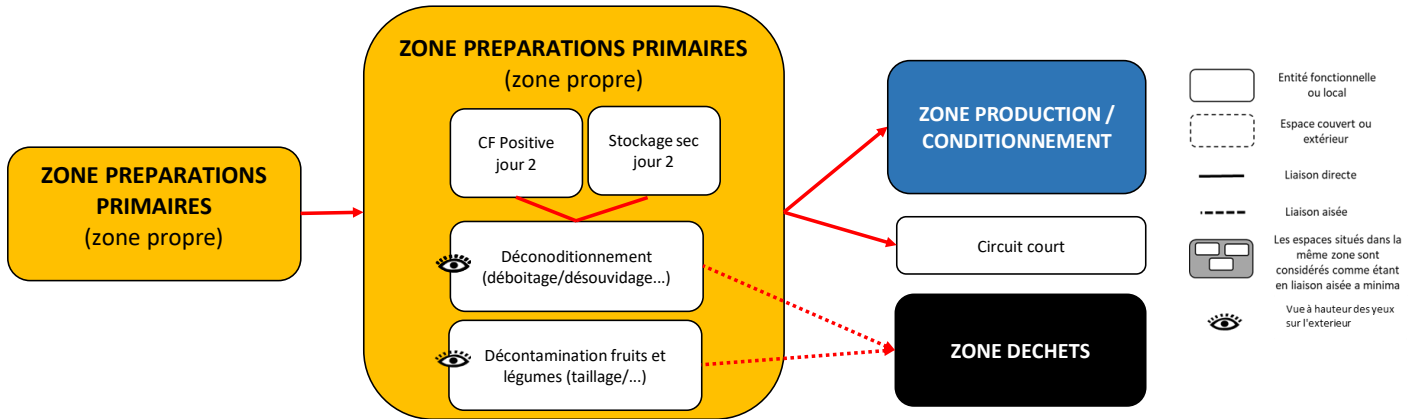 ZONE PREPARATIONS
PRIMAIRES
(zone propre)
ZONE PREPARATIONS PRIMAIRES
(zone propre)
CF Positive
jour 2
Stockage sec
jour 2
Déconoditionnement
(déboitage/désouvidage...)
Décontamination fruits et
légumes (taillage/...)
ZONE PRODUCTION /
CONDITIONNEMENT
Circuit court
ZONE DECHETS
Entité fonctionnelle
ou local
Espace couvert ou
extérieur
Liaison directe
Liaison aisée
Les espaces situés dans la
même zone sont
considérés comme étant
en liaison aisée a minima
Vue à hauteur des yeux
sur l'exterieur